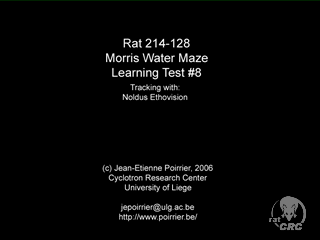 Rat 214-128
Morris Water Maze
Learning Test #8
Tracking with:
Noldus Ethovision
(c) Jean-Etienne Poirrier, 2006
Cyclotron Research Center
University of Liege
jepoirrier@ulg.ac.be
http://www.poirrier.be/
rat
CRC